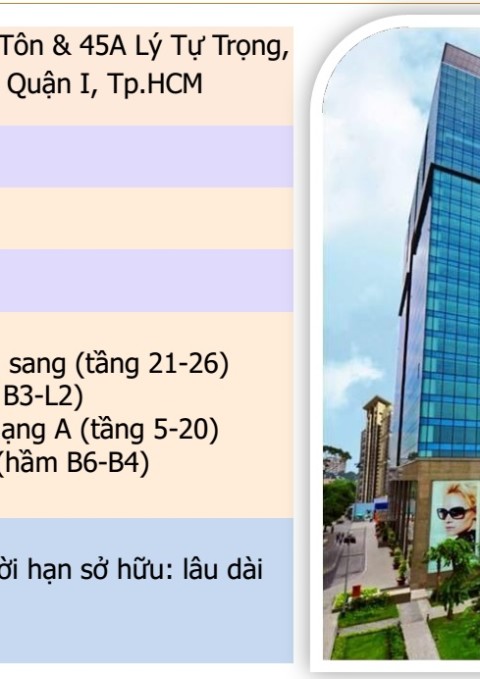 Tôn & 45A Lý Tự Trọng,
Quận I, Tp.HCM
sang (tầng 21-26)
B3-L2)
ạng A (tầng 5-20)
(hầm B6-B4)
ời hạn sở hữu: lâu dài